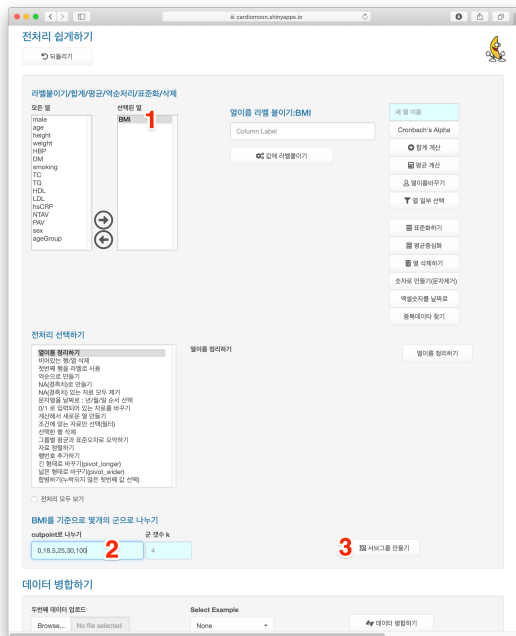 cardiomoon.shinyapps.io
전처리 쉽게하기
되돌리기
라벨붙이기/합계/평균/역순처리/표준화/삭제
모든 열
선택된 열
male
age
height
weight
HBP
DM
smoking
TC
TG
HDL
LDL
hsCRP
NTAV
PAV
sex
ageGroup
BMI
1
열이름 라벨 붙이기:BMI
Column Label
값에 라벨붙이기
새 열 이름
Cronbach's Alpha
합계 계산
평균 계산
열이름바꾸기
열 일부 선택
표준화하기
평균중심화
열 삭제하기
숫자로 만들기(문자제거)
엑셀숫자를 날짜로
중복데이타 찾기
전처리 선택하기
열이름 정리하기
비어있는 행/열 삭제
첫번째 행을 라벨로 사용
역순으로 만들기
NA(결측치)로 만들기
NA(결측치) 있는 자료 모두 제거
문자열을 날짜로 : 년/월/일 순서 선택
0/1 로 입력되어 있는 자료를 바꾸기
계산해서 새로운 열 만들기
조건에 맞는 자료만 선택(필터)
선택한 행 삭제
그룹별 평균과 표준오차로 요약하기
자료 정렬하기
행번호 추가하기
긴 형태로 바꾸기(pivot_longer)
넓은 형태로 바꾸기(pivot_wider)
합병하기(누락되지 않은 첫번째 값 선택)
열이름 정리하기
열이름 정리하기
전처리 모두 보기
BMI를 기준으로 몇개의 군으로 나누기
cutpoint로 나누기
군 갯수 k
0,18.5,25,30,100
2
4
3
서브그룹 만들기
데이터 병합하기
두번째 데이터 업로드
Select Example
Browse...
No file selected
None
데이터 병합하기